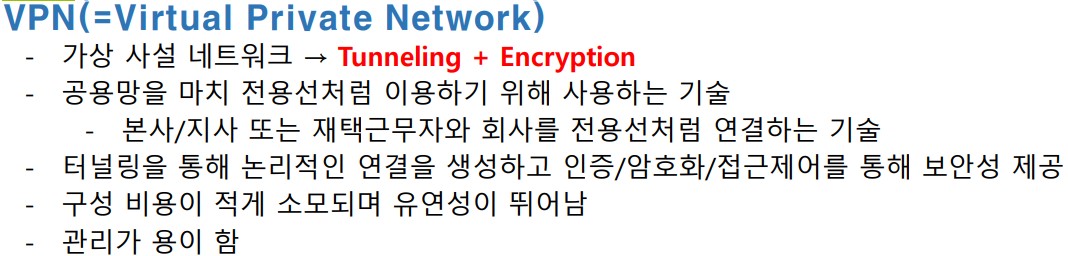 VPN(=Virtual Private Network)
- 가상 사설 네트워크 → Tunneling + Encryption
- 공용망을 마치 전용선처럼 이용하기 위해 사용하는 기술
- 본사/지사 또는 재택근무자와 회사를 전용선처럼 연결하는 기술
- 터널링을 통해 논리적인 연결을 생성하고 인증/암호화/접근제어를 통해 보안성 제공
- 구성 비용이 적게 소모되며 유연성이 뛰어남
- 관리가 용이 함